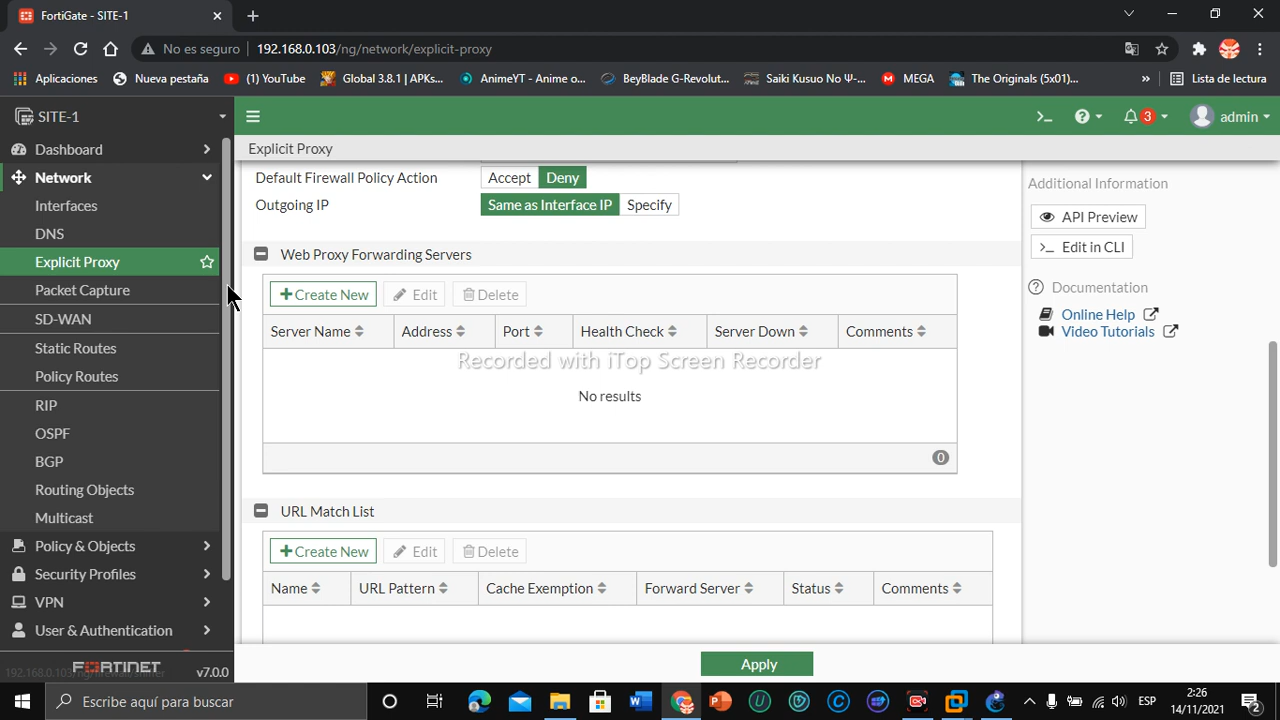 FortiGate - SITE-1
No es seguro 192.168.0.103/ng/network/explicit-proxy
Aplicaciones Nueva pestaña (1) YouTube Global 3.8.1 | APKs... AnimeYT - Anime o... BeyBlade G-Revolut... Saiki Kusuo No Ψ-... MEGA The Originals (5x01)... » Lista de lectura
SITE-1
3 admin
Dashboard
Explicit Proxy
Network
Interfaces
DNS
Explicit Proxy
Packet Capture
SD-WAN
Static Routes
Policy Routes
RIP
OSPF
BGP
Routing Objects
Multicast
Policy & Objects
Security Profiles
VPN
User & Authentication
FORTINET v7.0.0
Default Firewall Policy Action Accept Deny
Outgoing IP Same as Interface IP Specify
Web Proxy Forwarding Servers
+Create New Edit Delete
Server Name Address Port Health Check Server Down Comments
Recorded with iTop Screen Recorder
No results
0
URL Match List
+Create New Edit Delete
Name URL Pattern Cache Exemption Forward Server Status Comments
Apply
Additional Information
API Preview
>_ Edit in CLI
Documentation
Online Help
Video Tutorials
Escribe aquí para buscar
ESP
2:26
14/11/2021
2